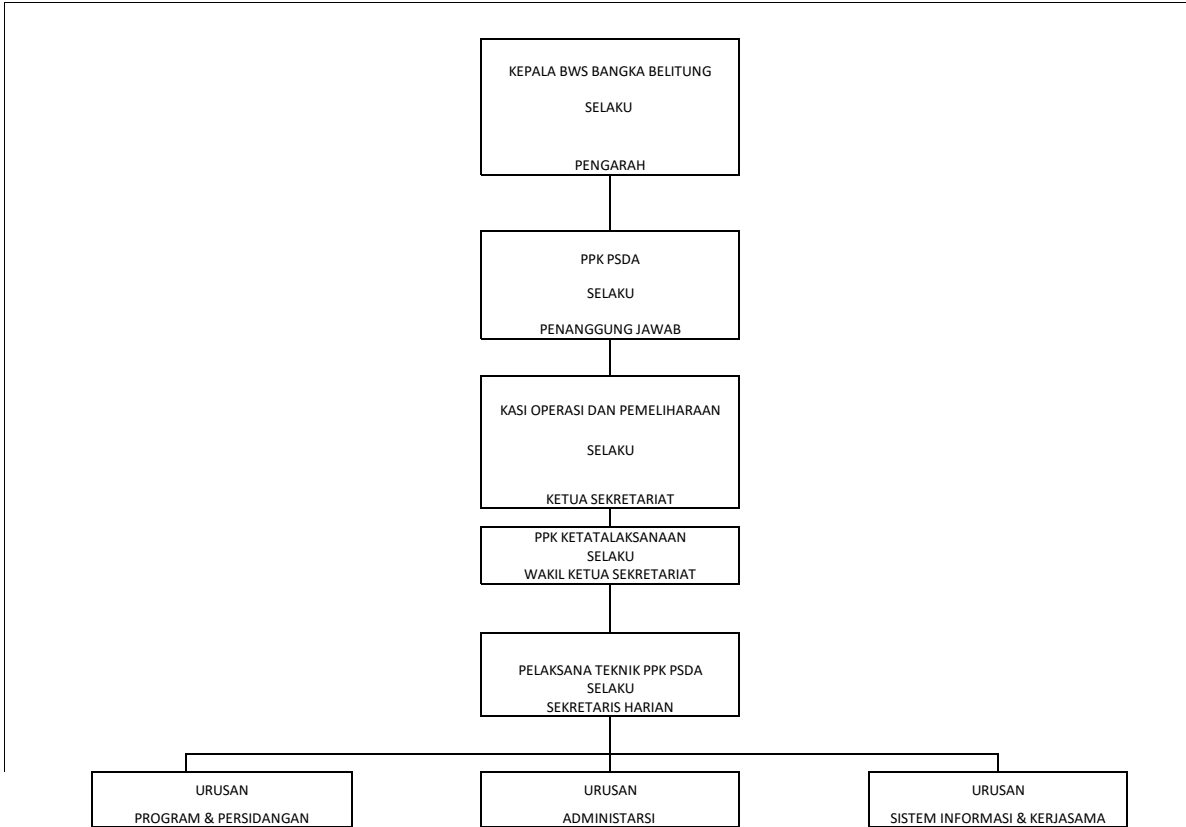 KEPALA BWS BANGKA BELITUNG
SELAKU
PENGARAH
PPK PSDA
SELAKU
PENANGGUNG JAWAB
KASI OPERASI DAN PEMELIHARAAN
SELAKU
KETUA SEKRETARIAT
PPK KETATALAKSANAAN
SELAKU
WAKIL KETUA SEKRETARIAT
PELAKSANA TEKNIK PPK PSDA
SELAKU
SEKRETARIS HARIAN
URUSAN
PROGRAM & PERSIDANGAN
URUSAN
ADMINISTARSI
URUSAN
SISTEM INFORMASI & KERJASAMA